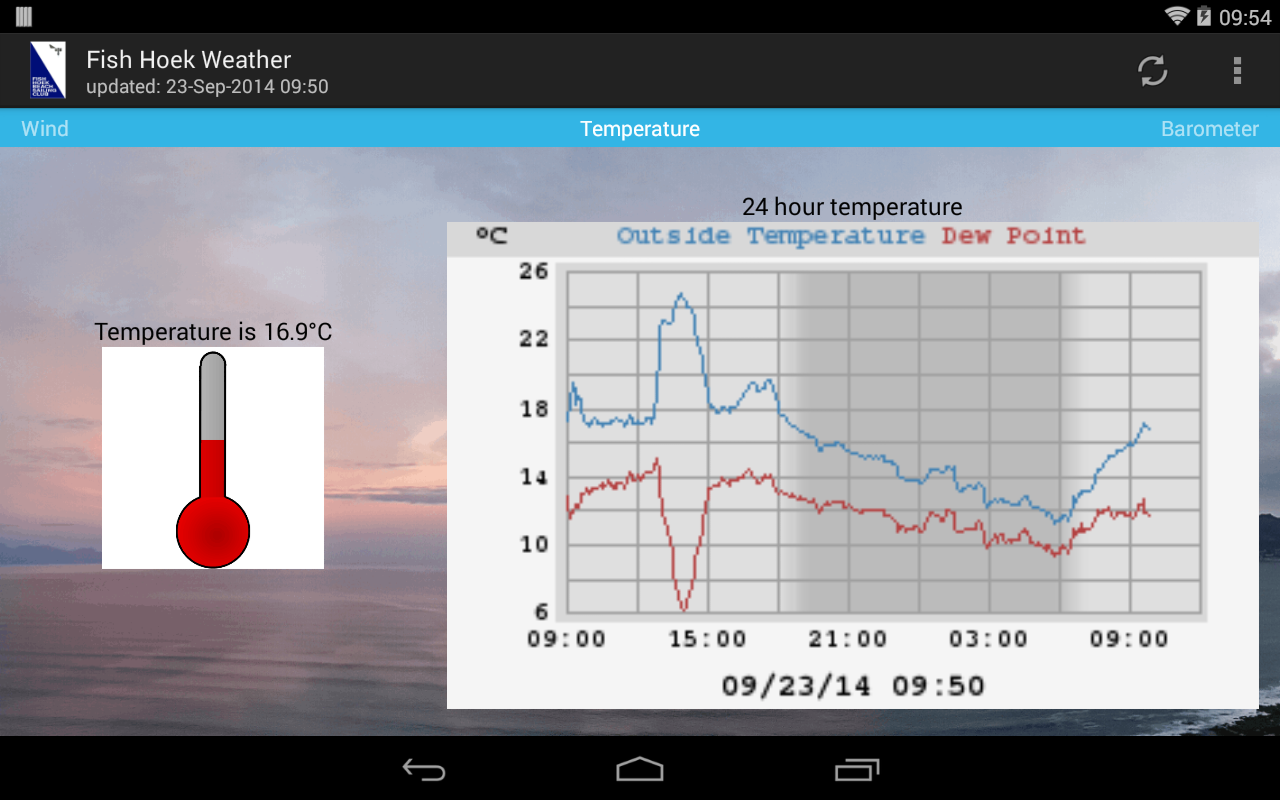 09:54
FISH
HOEK
BEACH
SAILING
CLUB
Fish Hoek Weather
updated: 23-Sep-2014 09:50
Wind Temperature Barometer
Temperature is 16.9°C
24 hour temperature
ºC Outside Temperature Dew Point
26
22
18
14
10
6
09:00 15:00 21:00 03:00 09:00
09/23/14 09:50